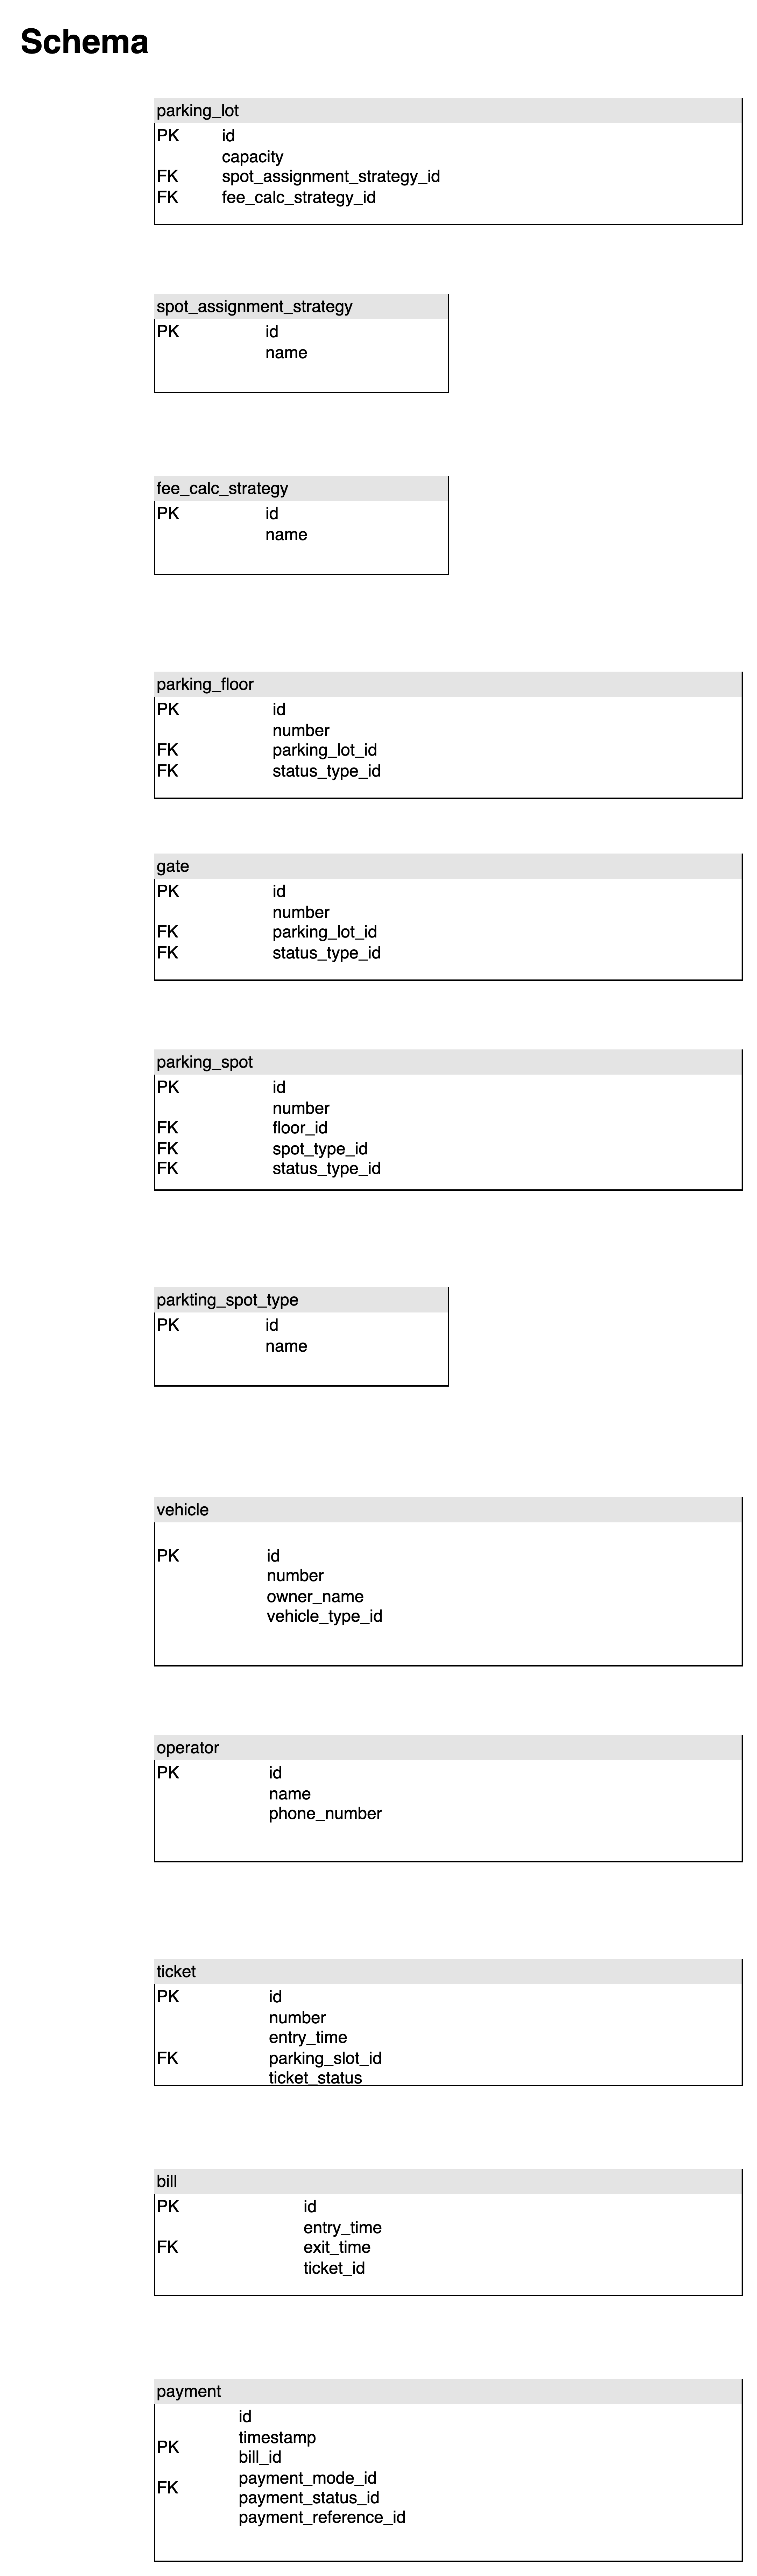 Schema
parking_lot
PK id
capacity
FK spot_assignment_strategy_id
FK fee_calc_strategy_id
spot_assignment_strategy
PK id
name
fee_calc_strategy
PK id
name
parking_floor
PK id
number
FK parking_lot_id
FK status_type_id
gate
PK id
number
FK parking_lot_id
FK status_type_id
parking_spot
PK id
number
FK floor_id
FK spot_type_id
FK status_type_id
parkting_spot_type
PK id
name
vehicle
PK id
number
owner_name
vehicle_type_id
operator
PK id
name
phone_number
ticket
PK id
number
entry_time
FK parking_slot_id
ticket_status
bill
PK id
entry_time
FK exit_time
ticket_id
payment
id
timestamp
PK
bill_id
payment_mode_id
FK
payment_status_id
payment_reference_id